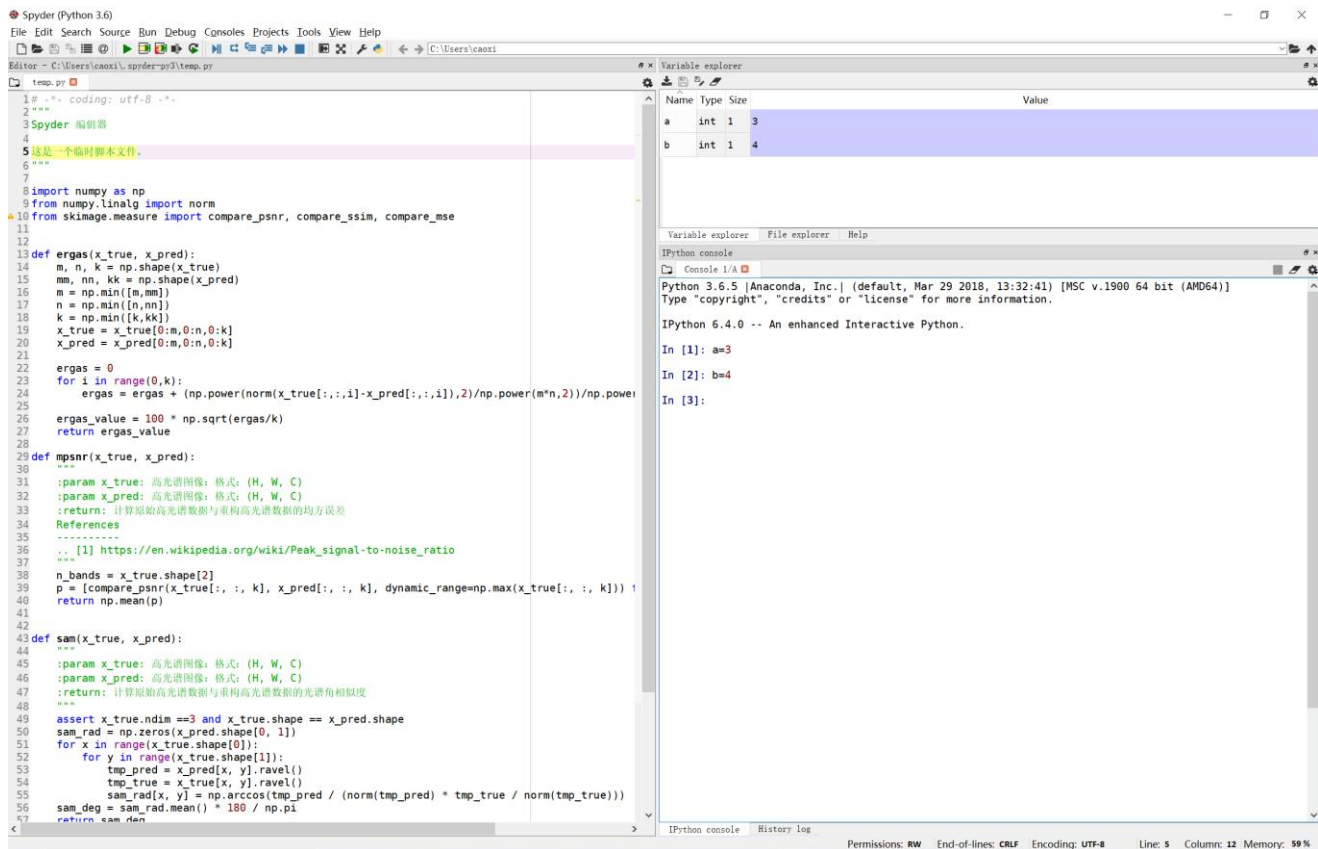 Spyder (Python 3.6)
File Edit Search Source Run Debug Consoles Projects Tools View Help
C:\Users\caoxi
Editor - C:\Users\caoxi\.spyder-py3\temp.py
temp.py
1 # -*- coding: utf-8 -*-
2 """
3 Spyder 编辑器
4
5 这是一个临时脚本文件.
6 """
7
8 import numpy as np
9 from numpy.linalg import norm
10 from skimage.measure import compare_psnr, compare_ssim, compare_mse
11
12
13 def ergas(x_true, x_pred):
14     m, n, k = np.shape(x_true)
15     mm, nn, kk = np.shape(x_pred)
16     m = np.min([m,mm])
17     n = np.min([n,nn])
18     k = np.min([k,kk])
19     x_true = x_true[0:m,0:n,0:k]
20     x_pred = x_pred[0:m,0:n,0:k]
21
22     ergas = 0
23     for i in range(0,k):
24         ergas = ergas + (np.power(norm(x_true[:,:,i]-x_pred[:,:,i]),2)/np.power(m*n,2))/np.power
25
26     ergas_value = 100 * np.sqrt(ergas/k)
27     return ergas_value
28
29 def mpsnr(x_true, x_pred):
30     """
31     :param x_true: 高光谱图像：格式：(H, W, C)
32     :param x_pred: 高光谱图像：格式：(H, W, C)
33     :return: 计算原始高光谱数据与重构高光谱数据的均方误差
34     References
35     ----------
36     .. [1] https://en.wikipedia.org/wiki/Peak_signal-to-noise_ratio
37     """
38     n_bands = x_true.shape[2]
39     p = [compare_psnr(x_true[:, :, k], x_pred[:, :, k], dynamic_range=np.max(x_true[:, :, k]))
40     return np.mean(p)
41
42
43 def sam(x_true, x_pred):
44     """
45     :param x_true: 高光谱图像：格式：(H, W, C)
46     :param x_pred: 高光谱图像：格式：(H, W, C)
47     :return: 计算原始高光谱数据与重构高光谱数据的光谱角相似度
48     """
49     assert x_true.ndim ==3 and x_true.shape == x_pred.shape
50     sam_rad = np.zeros(x_pred.shape[0, 1])
51     for x in range(x_true.shape[0]):
52         for y in range(x_true.shape[1]):
53             tmp_pred = x_pred[x, y].ravel()
54             tmp_true = x_true[x, y].ravel()
55             sam_rad[x, y] = np.arccos(tmp_pred / (norm(tmp_pred) * tmp_true / norm(tmp_true)))
56     sam_deg = sam_rad.mean() * 180 / np.pi
57     return sam_deg
Variable explorer
Name Type Size Value
a int 1 3
b int 1 4
Variable explorer File explorer Help
IPython console
Console 1/A
Python 3.6.5 |Anaconda, Inc.| (default, Mar 29 2018, 13:32:41) [MSC v.1900 64 bit (AMD64)]
Type "copyright", "credits" or "license" for more information.
IPython 6.4.0 -- An enhanced Interactive Python.
In [1]: a=3
In [2]: b=4
In [3]:
IPython console History log
Permissions: RW End-of-lines: CRLF Encoding: UTF-8 Line: 5 Column: 12 Memory: 59 %